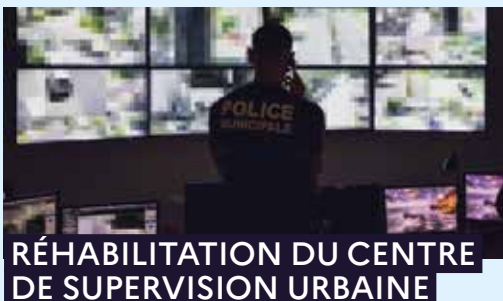 POLICE
MUNICIPALE
RÉHABILITATION DU CENTRE
DE SUPERVISION URBAINE